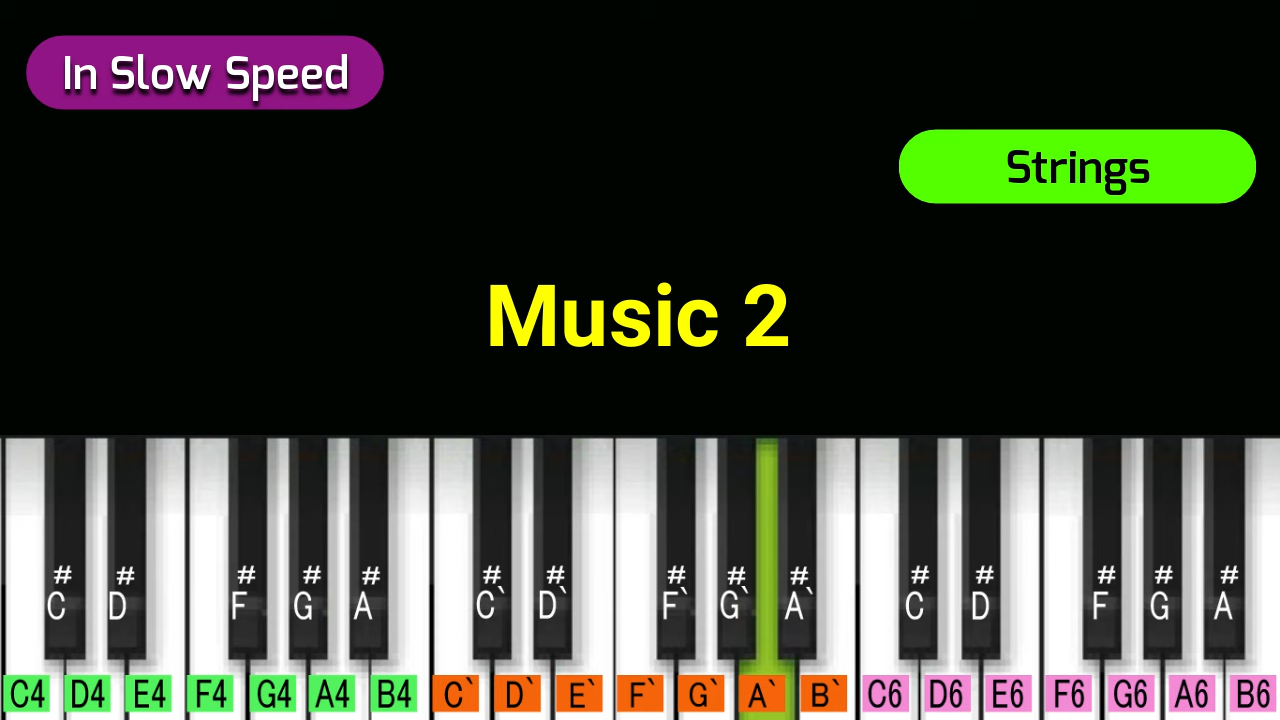 In Slow Speed
Strings
Music 2
# # # # # # # # # # # # # # #
C D F G A C` D` F` G` A` C D F G A
C4 D4 E4 F4 G4 A4 B4 C` D` E` F` G` A` B` C6 D6 E6 F6 G6 A6 B6